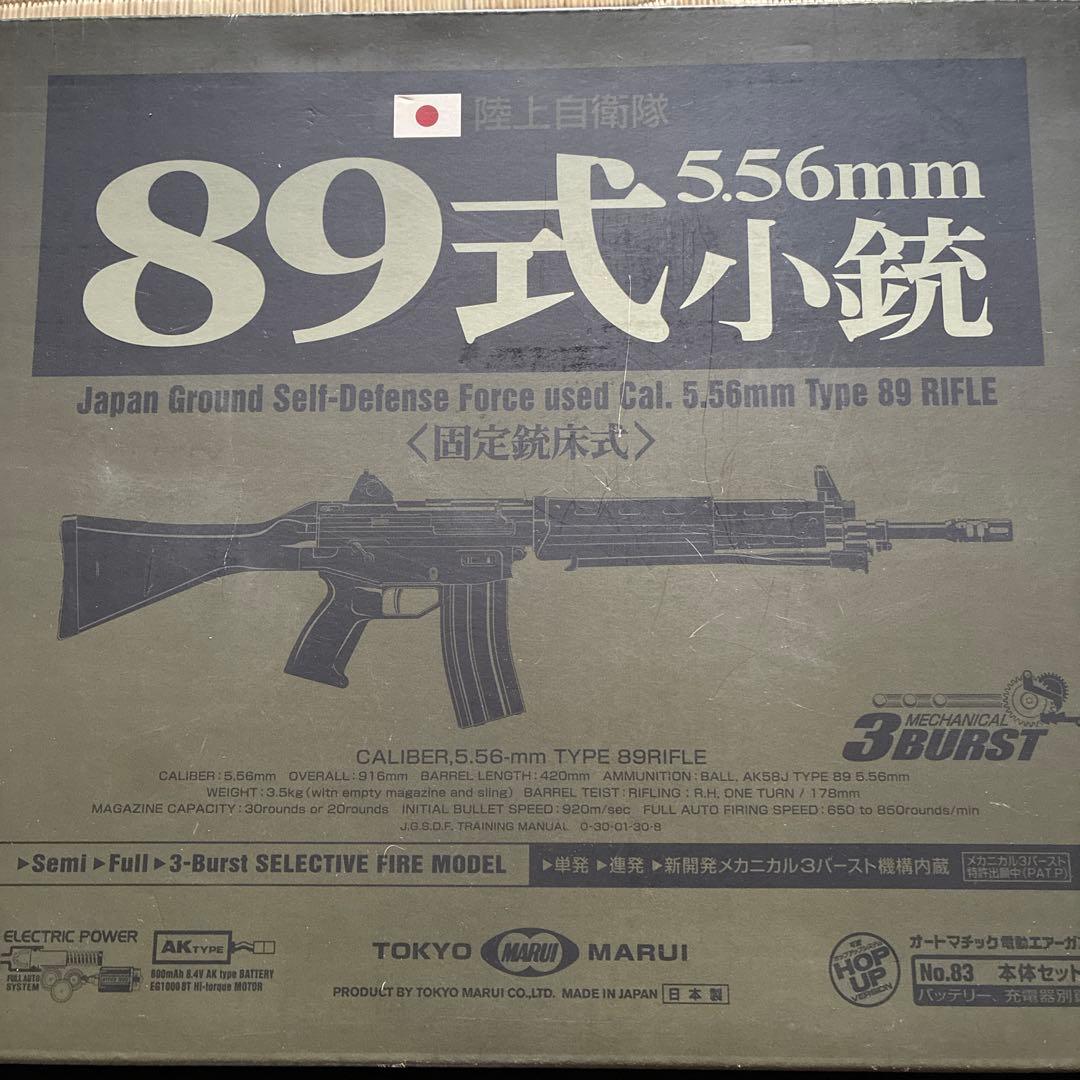 陸上自衛隊
89式 5.56mm 小銃
Japan Ground Self-Defense Force used Cal. 5.56mm Type 89 RIFLE
〈固定銃床式〉
3 MECHANICAL BURST
CALIBER,5.56-mm TYPE 89RIFLE
CALIBER:5.56mm OVERALL:916mm BARREL LENGTH:420mm AMMUNITION:BALL, AK58J TYPE 89 5.56mm
WEIGHT:3.5kg(witn empty magazine and sling) BARREL TEIST:RIFLING:R.H, ONE TURN / 178mm
MAGAZINE CAPACITY:30rounds or 20rounds INITIAL BULLET SPEED:920m/sec FULL AUTO FIRING SPEED:650 to 850rounds/min
J.G.S.D.F. TRAINING MANUAL 0-30-01-30-8
▶Semi▶Full▶3-Burst SELECTIVE FIRE MODEL
▶単発▶連発▶新開発メカニカル3バースト機構内蔵
メカニカル3バースト
特許出願中(PAT.P)
ELECTRIC POWER
FULL AUTO
SYSTEM
AK TYPE
600mAh 8.4V AK type BATTERY
EG1000BT HI-torque MOTOR
TOKYO MARUI MARUI
PRODUCT BY TOKYO MARUI CO.,LTD. MADE IN JAPAN 日本製
HOP
UP
VERSION
オートマチック電動エアーガ
No.83 本体セット
バッテリー、充電器別